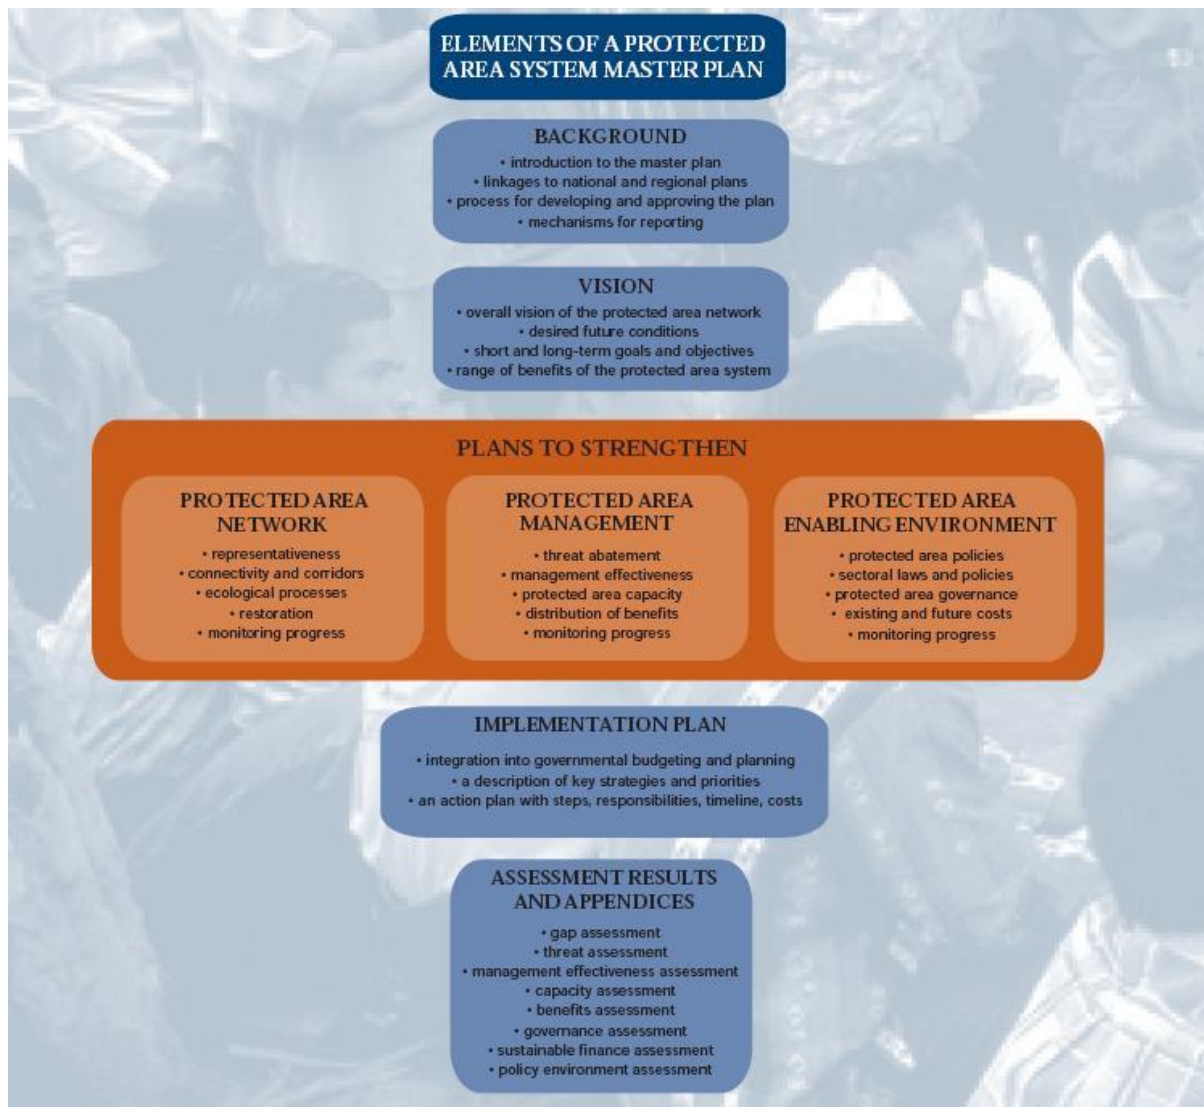 ELEMENTS OF A PROTECTED
AREA SYSTEM MASTER PLAN
BACKGROUND
• introduction to the master plan
• linkages to national and regional plans
• process for developing and approving the plan
• mechanisms for reporting
VISION
• overall vision of the protected area network
• desired future conditions
• short and long-term goals and objectives
• range of benefits of the protected area system
PLANS TO STRENGTHEN
PROTECTED AREA
NETWORK
• representativeness
• connectivity and corridors
• ecological processes
• restoration
• monitoring progress
PROTECTED AREA
MANAGEMENT
• threat abatement
• management effectiveness
• protected area capacity
• distribution of benefits
• monitoring progress
PROTECTED AREA
ENABLING ENVIRONMENT
• protected area policies
• sectoral laws and policies
• protected area governance
• existing and future costs
• monitoring progress
IMPLEMENTATION PLAN
• integration into governmental budgeting and planning
• a description of key strategies and priorities
• an action plan with steps, responsibilities, timeline, costs
ASSESSMENT RESULTS
AND APPENDICES
• gap assessment
• threat assessment
• management effectiveness assessment
• capacity assessment
• benefits assessment
• governance assessment
• sustainable finance assessment
• policy environment assessment